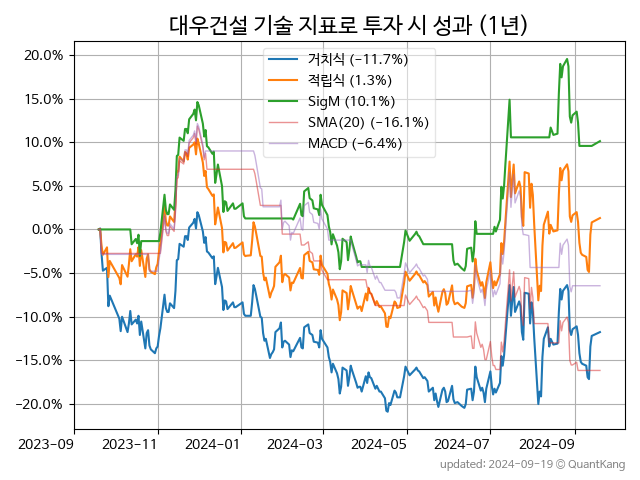 대우건설 기술 지표로 투자 시 성과 (1년)
거치식 (−11.7%)
적립식 (1.3%)
SigM (10.1%)
SMA(20) (−16.1%)
MACD (−6.4%)
20.0%
15.0%
10.0%
5.0%
0.0%
−5.0%
−10.0%
−15.0%
−20.0%
2023-09 2023-11 2024-01 2024-03 2024-05 2024-07 2024-09
updated: 2024-09-19 @ QuantKang